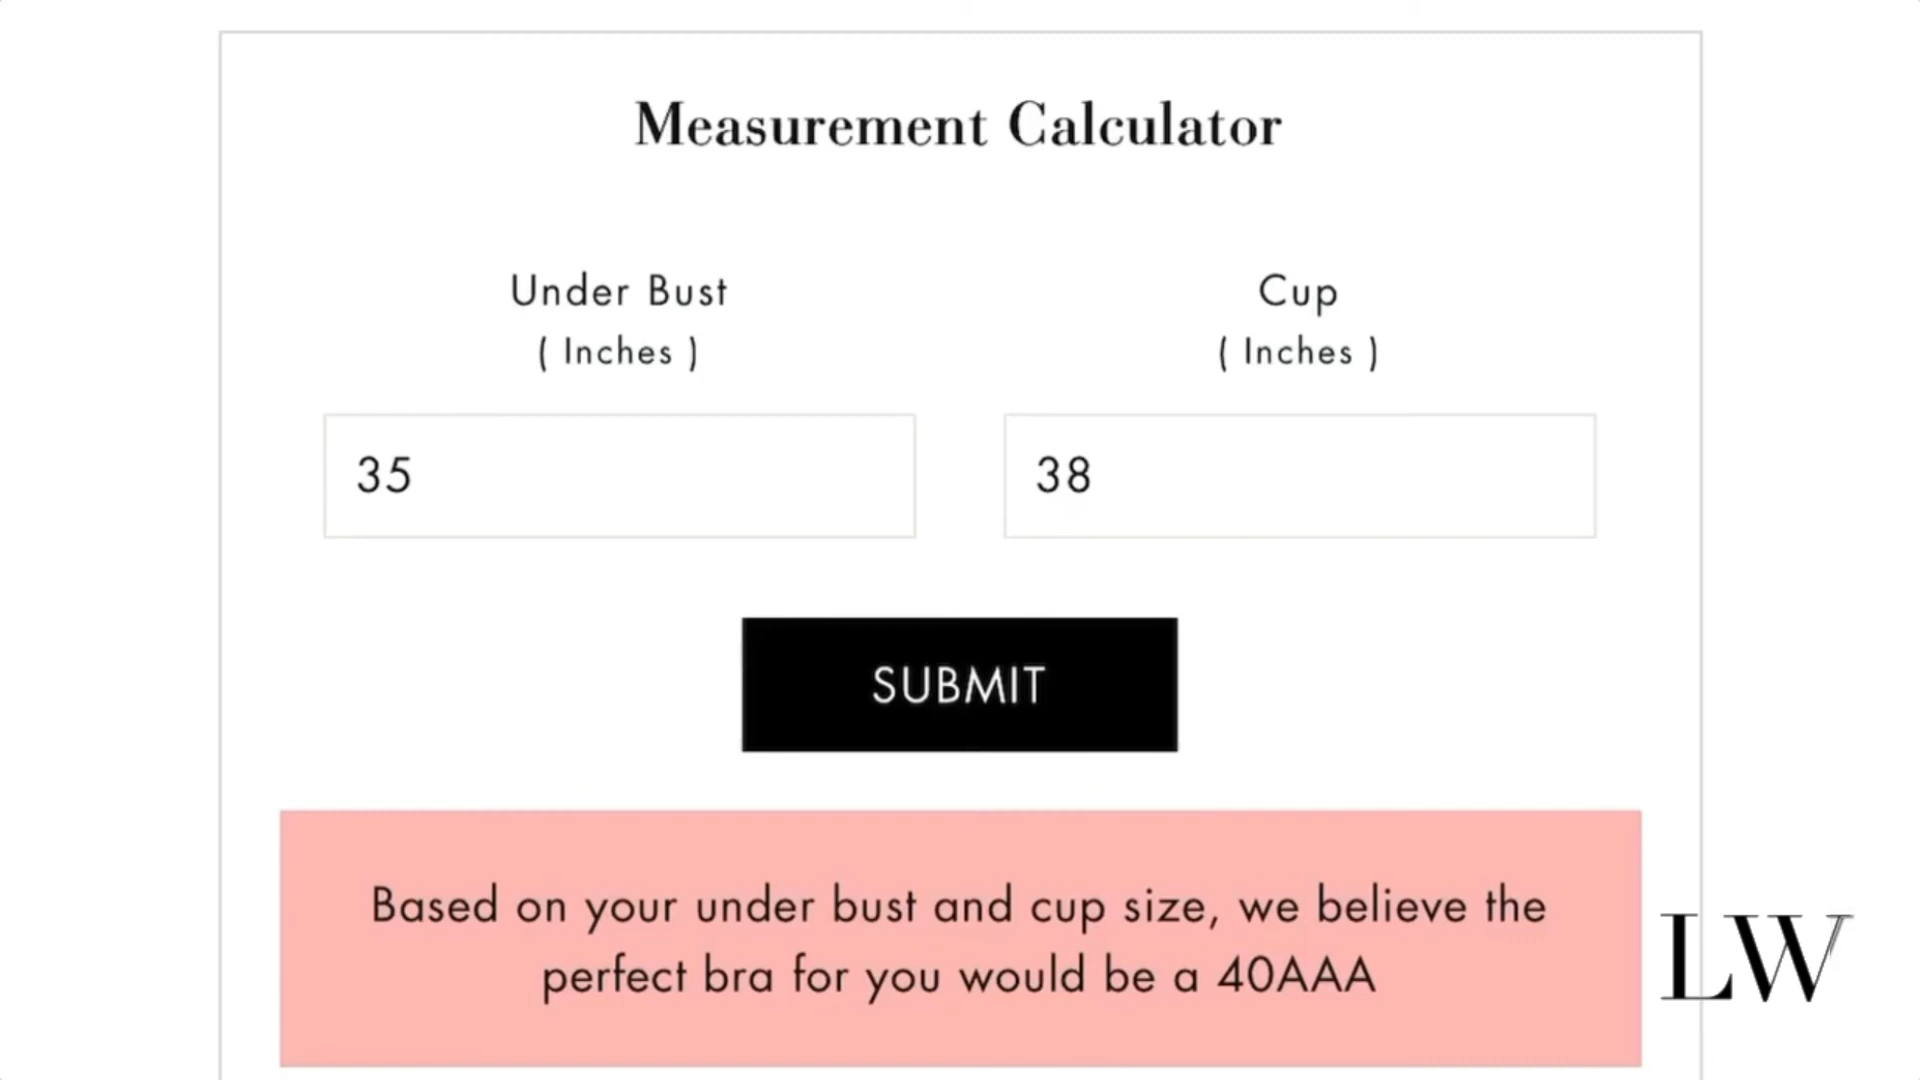 Measurement Calculator
Under Bust
( Inches )
Cup
( Inches )
35
38
SUBMIT
Based on your under bust and cup size, we believe the
perfect bra for you would be a 40AAA
LW